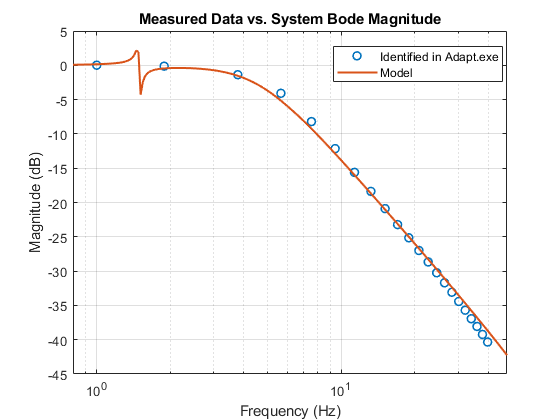 Measured Data vs. System Bode Magnitude
Identified in Adapt.exe
Model
5
0
-5
-10
-15
-20
-25
-30
-35
-40
-45
Magnitude (dB)
10^0
10^1
Frequency (Hz)